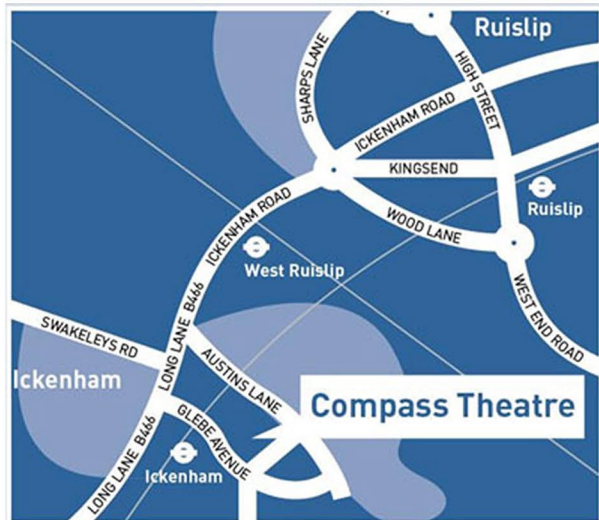 Ruislip
SHARPS LANE
HIGH STREET
ICKENHAM ROAD
KINGSEND
Ruislip
WOOD LANE
ICKENHAM ROAD
West Ruislip
WEST END ROAD
LONG LANE B466
SWAKELEYS RD
AUSTINS LANE
Ickenham
Compass Theatre
GLEBE AVENUE
LONG LANE B466
Ickenham